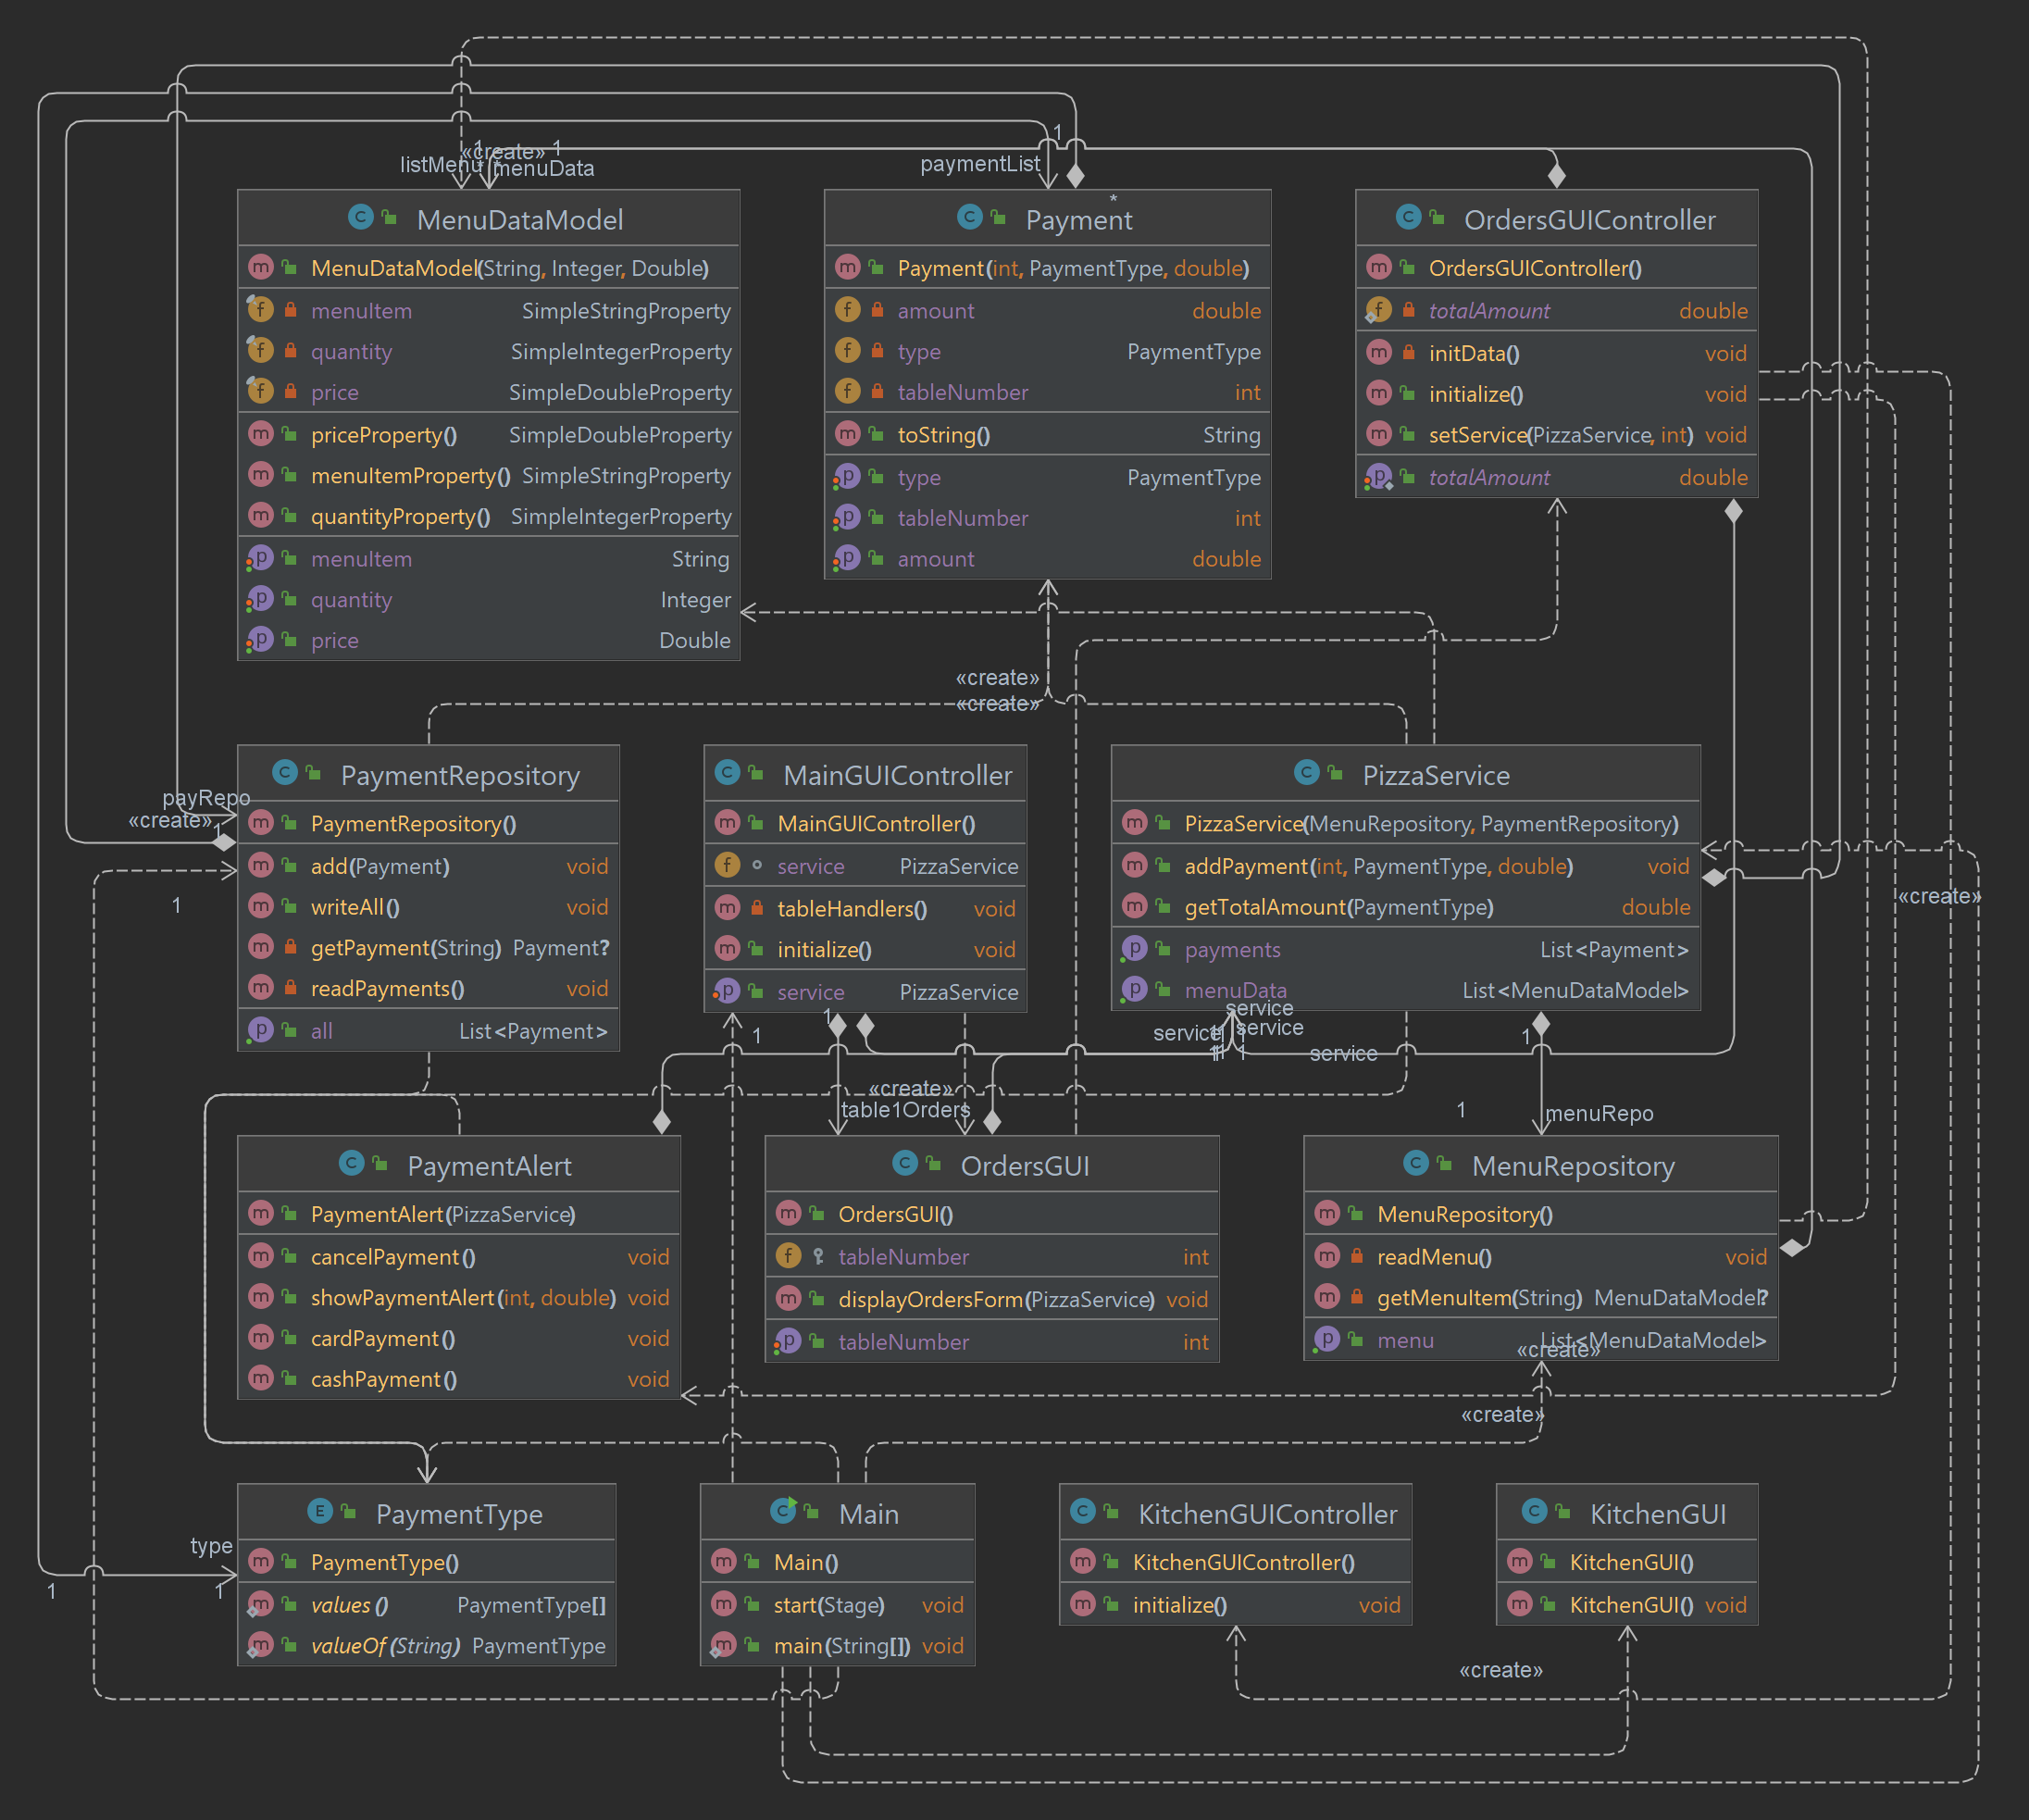 1
«create»
1
listMenu
*
*
menuData
paymentList
MenuDataModel
MenuDataModel(String, Integer, Double)
menuItem SimpleStringProperty
quantity SimpleIntegerProperty
price SimpleDoubleProperty
priceProperty() SimpleDoubleProperty
menuItemProperty() SimpleStringProperty
quantityProperty() SimpleIntegerProperty
menuItem String
quantity Integer
price Double
1
*
Payment
Payment(int, PaymentType, double)
amount double
type PaymentType
tableNumber int
toString() String
type PaymentType
tableNumber int
amount double
OrdersGUIController
OrdersGUIController()
totalAmount double
initData() void
initialize() void
setService(PizzaService, int) void
totalAmount double
«create»
«create»
payRepo
«create»
1
1
PaymentRepository
PaymentRepository()
add(Payment) void
writeAll() void
getPayment(String) Payment?
readPayments() void
all List<Payment>
MainGUIController
MainGUIController()
service PizzaService
tableHandlers() void
initialize() void
service PizzaService
PizzaService
PizzaService(MenuRepository, PaymentRepository)
addPayment(int, PaymentType, double) void
getTotalAmount(PaymentType) double
payments List<Payment>
menuData List<MenuDataModel>
«create»
1
1
service
service
service
1
1
1
service
1
«create»
table1Orders
1
menuRepo
PaymentAlert
PaymentAlert(PizzaService)
cancelPayment() void
showPaymentAlert(int, double) void
cardPayment() void
cashPayment() void
OrdersGUI
OrdersGUI()
tableNumber int
displayOrdersForm(PizzaService) void
tableNumber int
MenuRepository
MenuRepository()
readMenu() void
getMenuItem(String) MenuDataModel?
menu List<MenuDataModel>
«create»
«create»
type
1
1
PaymentType
PaymentType()
values() PaymentType[]
valueOf(String) PaymentType
Main
Main()
start(Stage) void
main(String[]) void
KitchenGUIController
KitchenGUIController()
initialize() void
KitchenGUI
KitchenGUI()
KitchenGUI() void
«create»